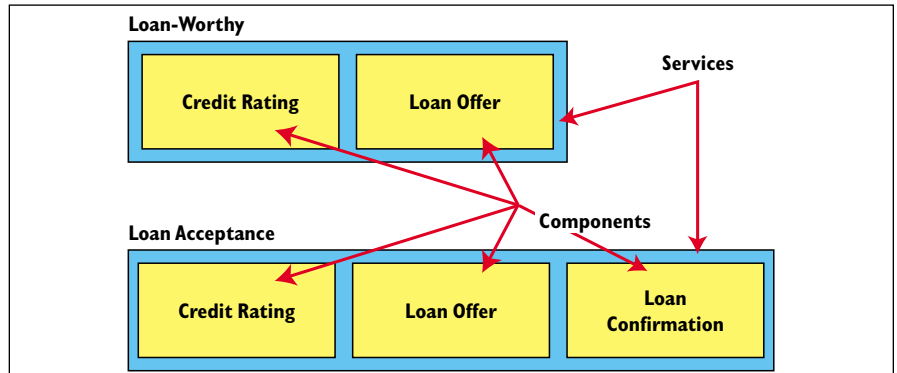 Loan-Worthy
Services
Credit Rating
Loan Offer
Components
Loan Acceptance
Credit Rating
Loan Offer
Loan
Confirmation